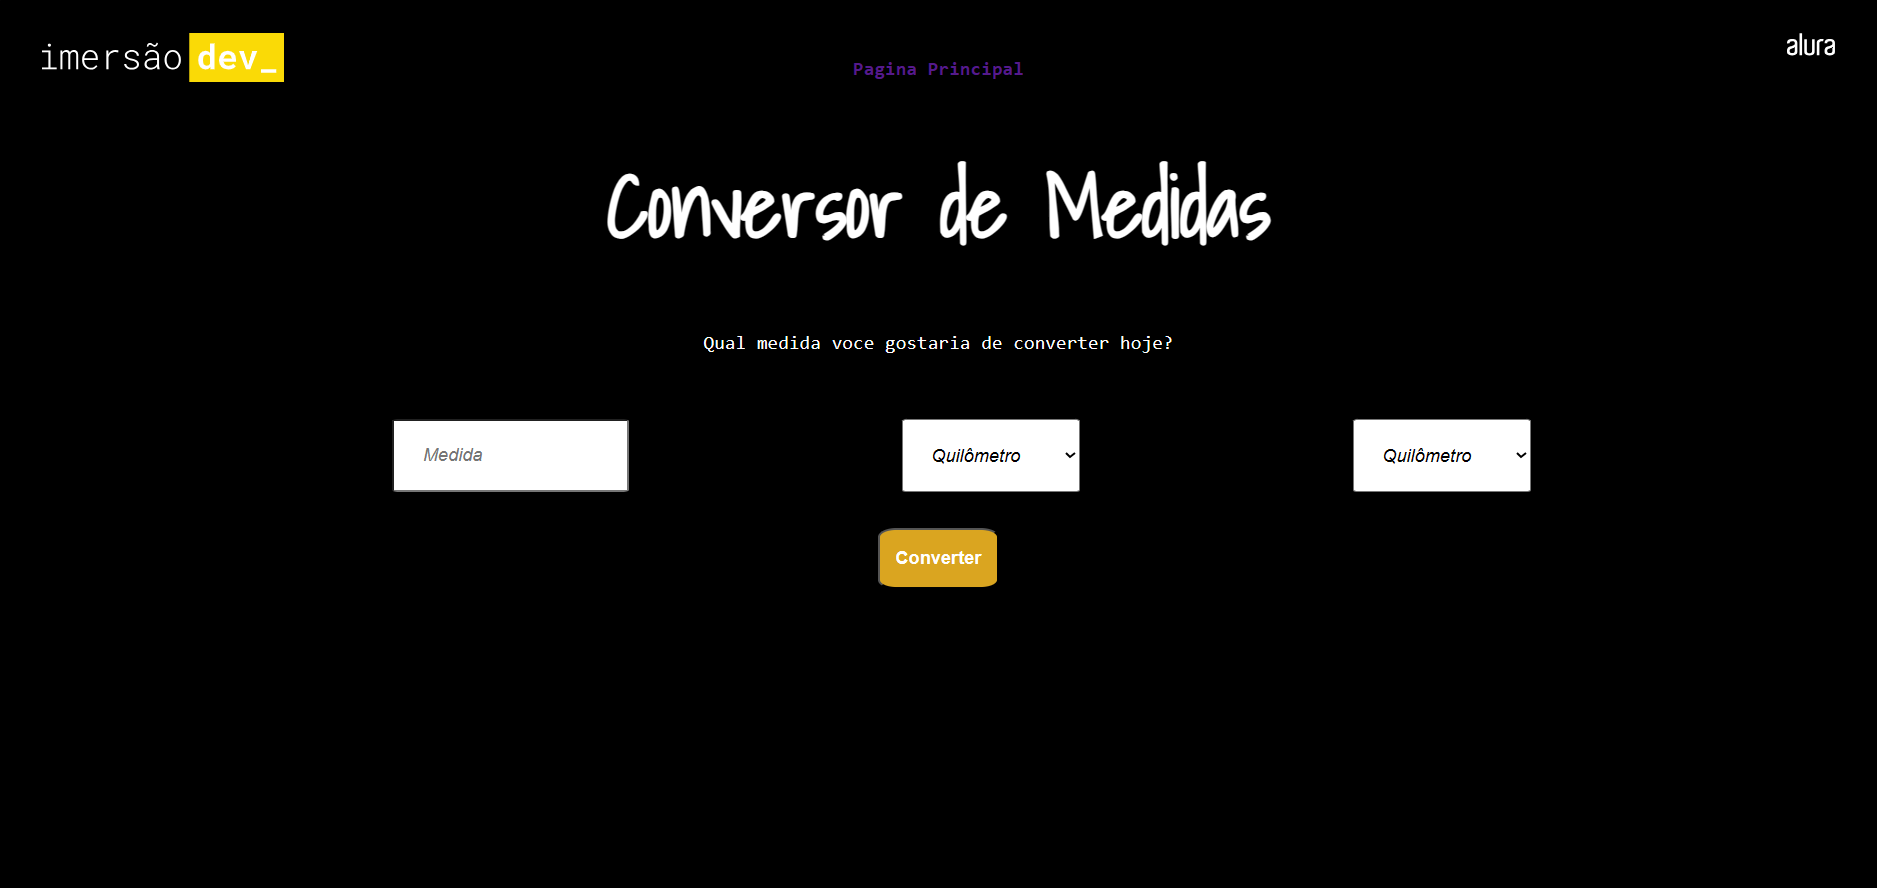 imersão dev_
Pagina Principal
alura
Conversor de Medidas
Qual medida voce gostaria de converter hoje?
Medida
Quilômetro
Quilômetro
Converter